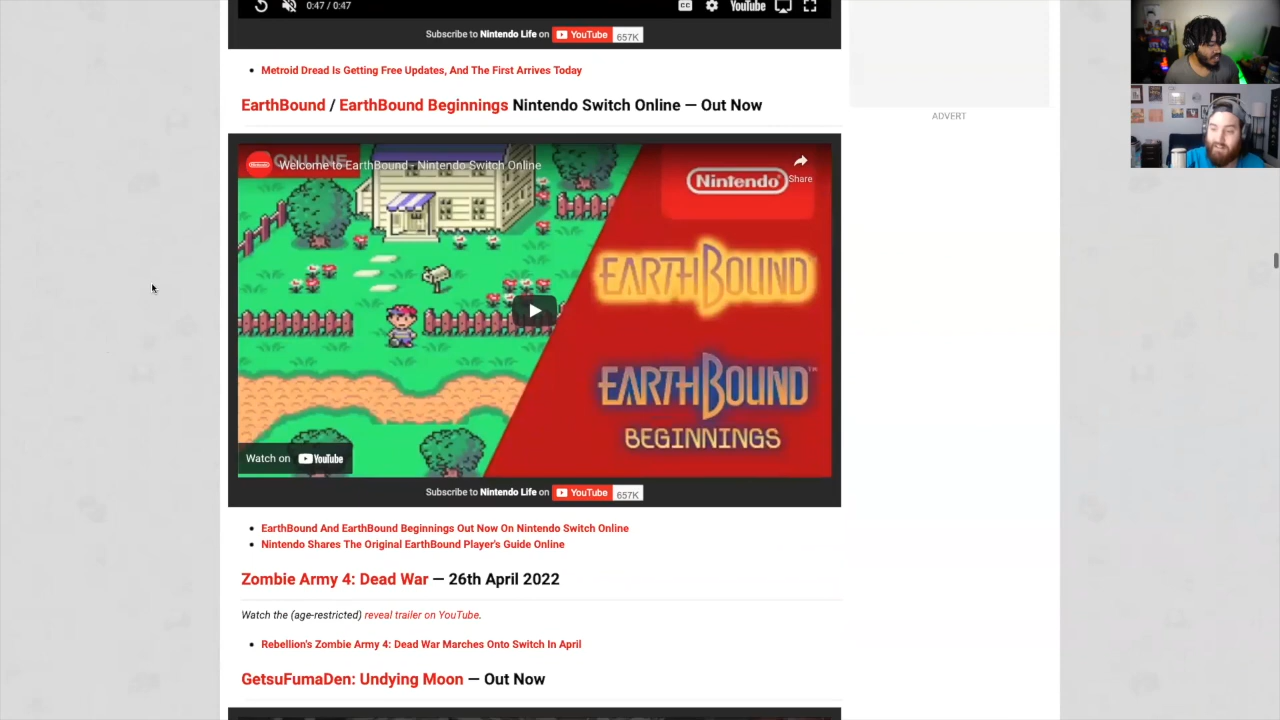 0:47 / 0:47
CC
YouTube
Subscribe to Nintendo Life on YouTube 657K
Metroid Dread Is Getting Free Updates, And The First Arrives Today
EarthBound / EarthBound Beginnings Nintendo Switch Online — Out Now
ADVERT
ONLINE
Welcome to EarthBound - Nintendo Switch Online
Share
Nintendo
EARTHBOUND
EARTHBOUND™
BEGINNINGS
Watch on YouTube
Subscribe to Nintendo Life on YouTube 657K
EarthBound And EarthBound Beginnings Out Now On Nintendo Switch Online
Nintendo Shares The Original EarthBound Player's Guide Online
Zombie Army 4: Dead War — 26th April 2022
Watch the (age-restricted) reveal trailer on YouTube.
Rebellion's Zombie Army 4: Dead War Marches Onto Switch In April
GetsuFumaDen: Undying Moon — Out Now